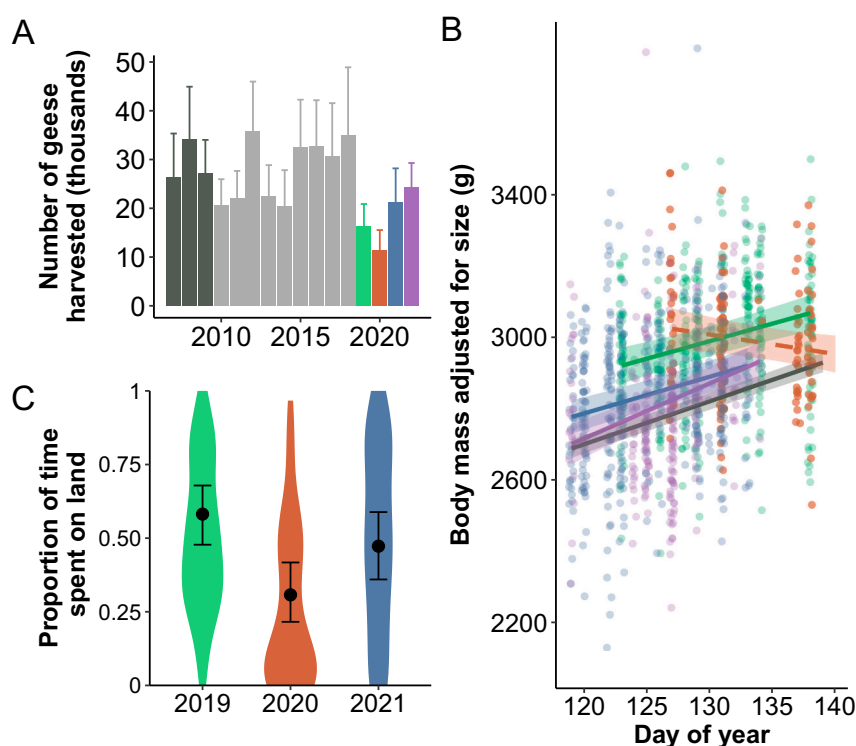 A
Number of geese
harvested (thousands)
50
40
30
20
10
0
2010
2015
2020
B
Body mass adjusted for size (g)
3400
3000
2600
2200
120
125
130
135
140
Day of year
C
Proportion of time
spent on land
1
0.75
0.50
0.25
0
2019
2020
2021